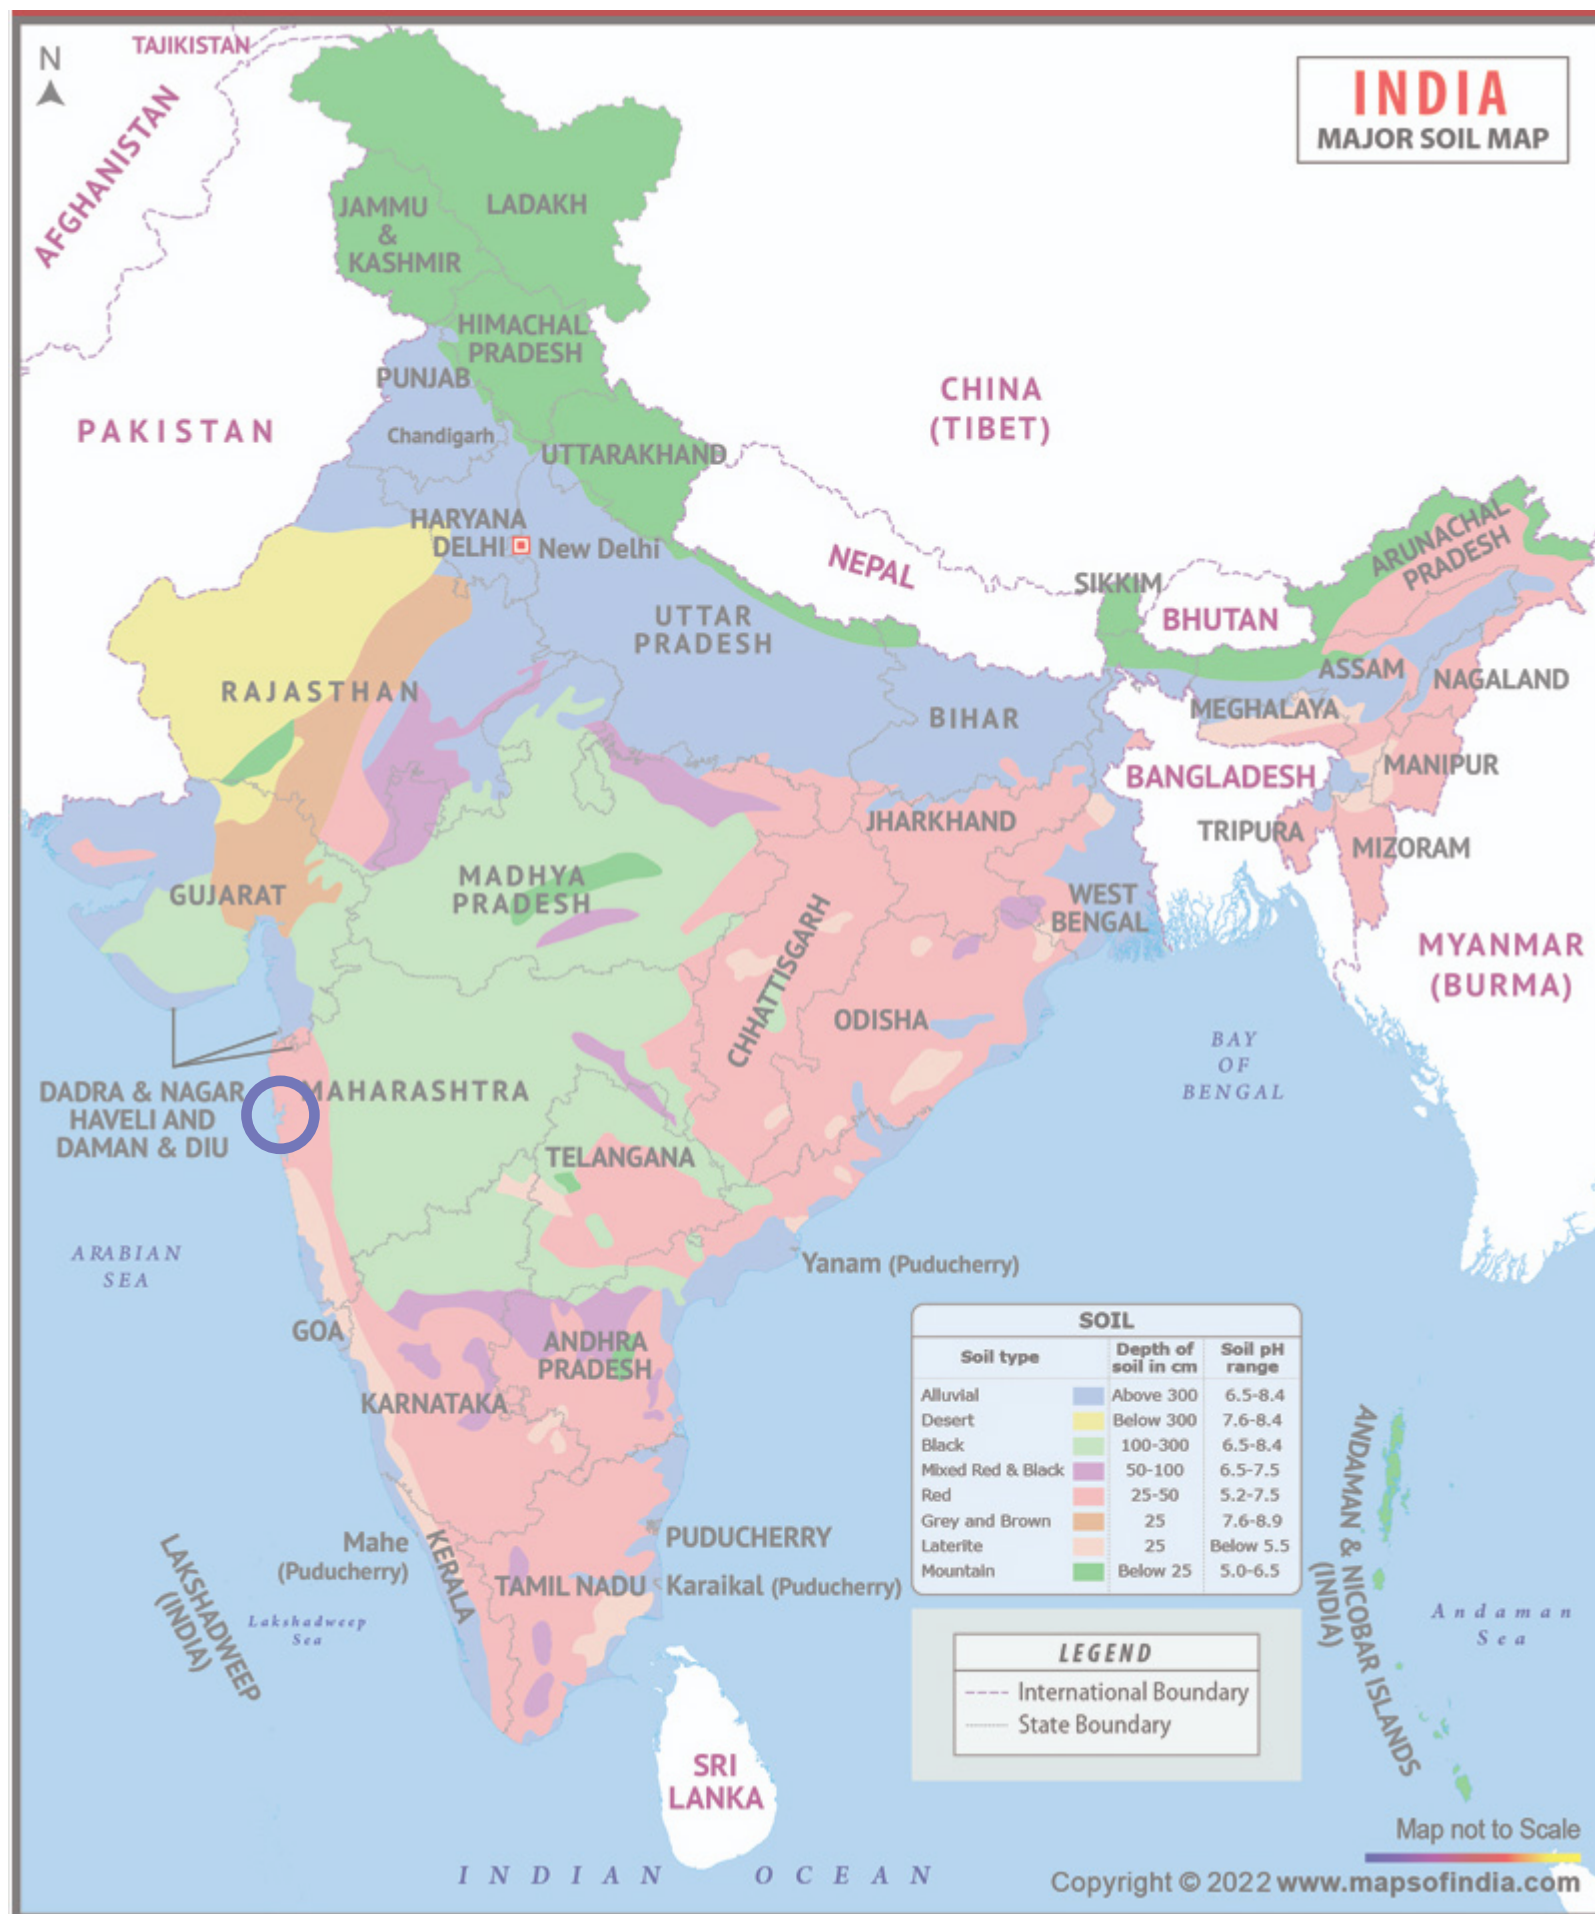 TAJIKISTAN
N
AFGHANISTAN
INDIA
MAJOR SOIL MAP
JAMMU
&
KASHMIR
LADAKH
HIMACHAL
PRADESH
PUNJAB
Chandigarh
PAKISTAN
CHINA
(TIBET)
UTTARAKHAND
HARYANA
DELHI
New Delhi
NEPAL
UTTAR
PRADESH
SIKKIM
BHUTAN
ARUNACHAL
PRADESH
RAJASTHAN
BIHAR
ASSAM
NAGALAND
MEGHALAYA
BANGLADESH
MANIPUR
TRIPURA
MIZORAM
JHARKHAND
GUJARAT
MADHYA
PRADESH
CHHATTISGARH
WEST
BENGAL
MYANMAR
(BURMA)
ODISHA
BAY
OF
BENGAL
DADRA & NAGAR
HAVELI AND
DAMAN & DIU
MAHARASHTRA
TELANGANA
ARABIAN
SEA
Yanam (Puducherry)
GOA
ANDHRA
PRADESH
KARNATAKA
SOIL
Soil type Depth of soil in cm Soil pH range
Alluvial Above 300 6.5-8.4
Desert Below 300 7.6-8.4
Black 100-300 6.5-8.4
Mixed Red & Black 50-100 6.5-7.5
Red 25-50 5.2-7.5
Grey and Brown 25 7.6-8.9
Laterite 25 Below 5.5
Mountain Below 25 5.0-6.5
ANDAMAN & NICOBAR ISLANDS
(INDIA)
Andaman
Sea
Mahe
(Puducherry)
KERALA
PUDUCHERRY
TAMIL NADU
Karaikal (Puducherry)
LAKSHADWEEP
(INDIA)
Lakshadweep
Sea
LEGEND
International Boundary
State Boundary
SRI
LANKA
INDIAN OCEAN
Map not to Scale
Copyright © 2022 www.mapsofindia.com